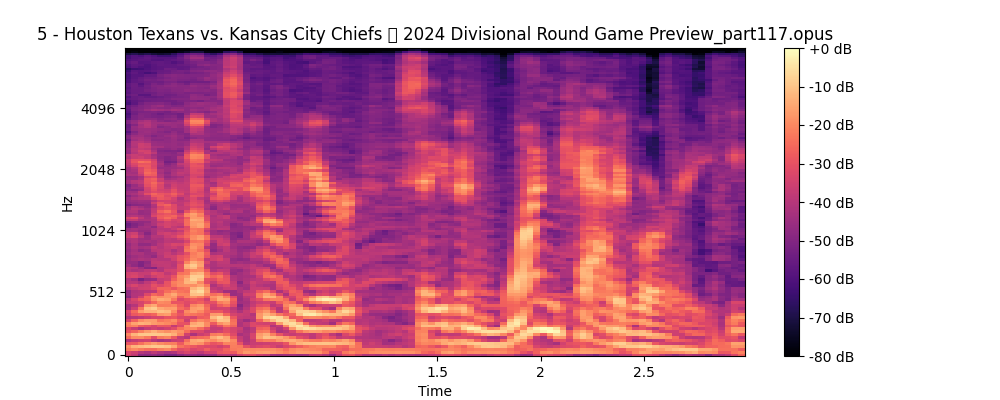 5 - Houston Texans vs. Kansas City Chiefs ▯ 2024 Divisional Round Game Preview_part117.opus
+0 dB
4096
-10 dB
-20 dB
2048
-30 dB
Hz
-40 dB
1024
-50 dB
512
-60 dB
-70 dB
0
-80 dB
0 0.5 1 1.5 2 2.5
Time